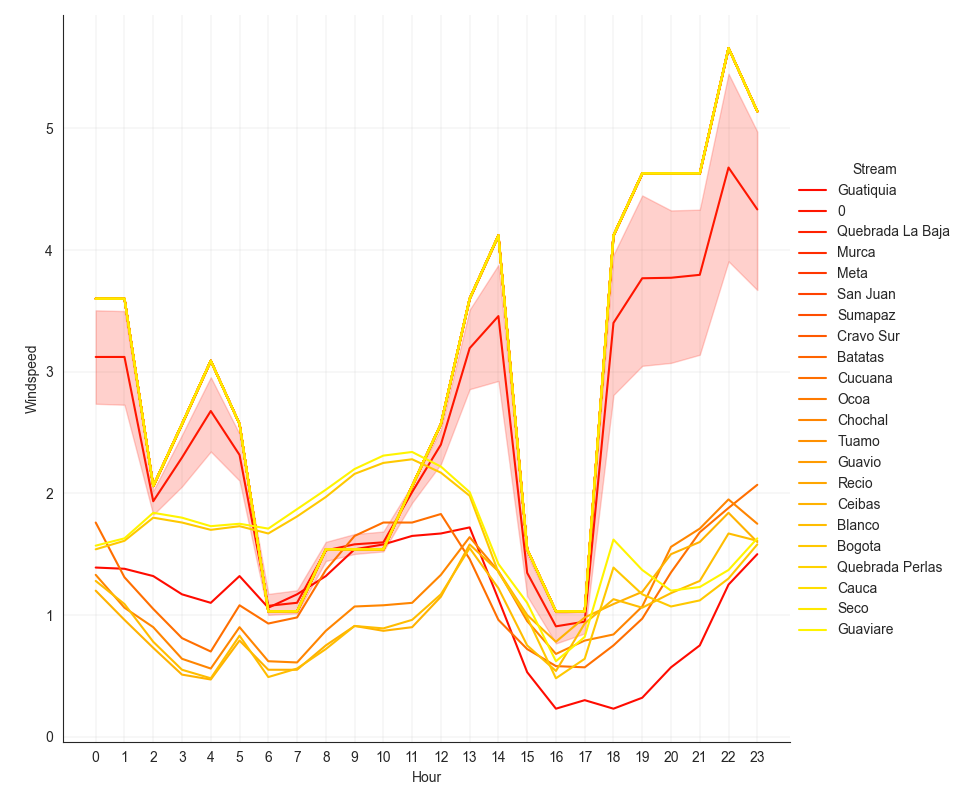 Stream
Guatiquia
0
Quebrada La Baja
Murca
Meta
San Juan
Sumapaz
Cravo Sur
Batatas
Cucuana
Ocoa
Chochal
Tuamo
Guavio
Recio
Ceibas
Blanco
Bogota
Quebrada Perlas
Cauca
Seco
Guaviare
Windspeed
5
4
3
2
1
0
0 1 2 3 4 5 6 7 8 9 10 11 12 13 14 15 16 17 18 19 20 21 22 23
Hour